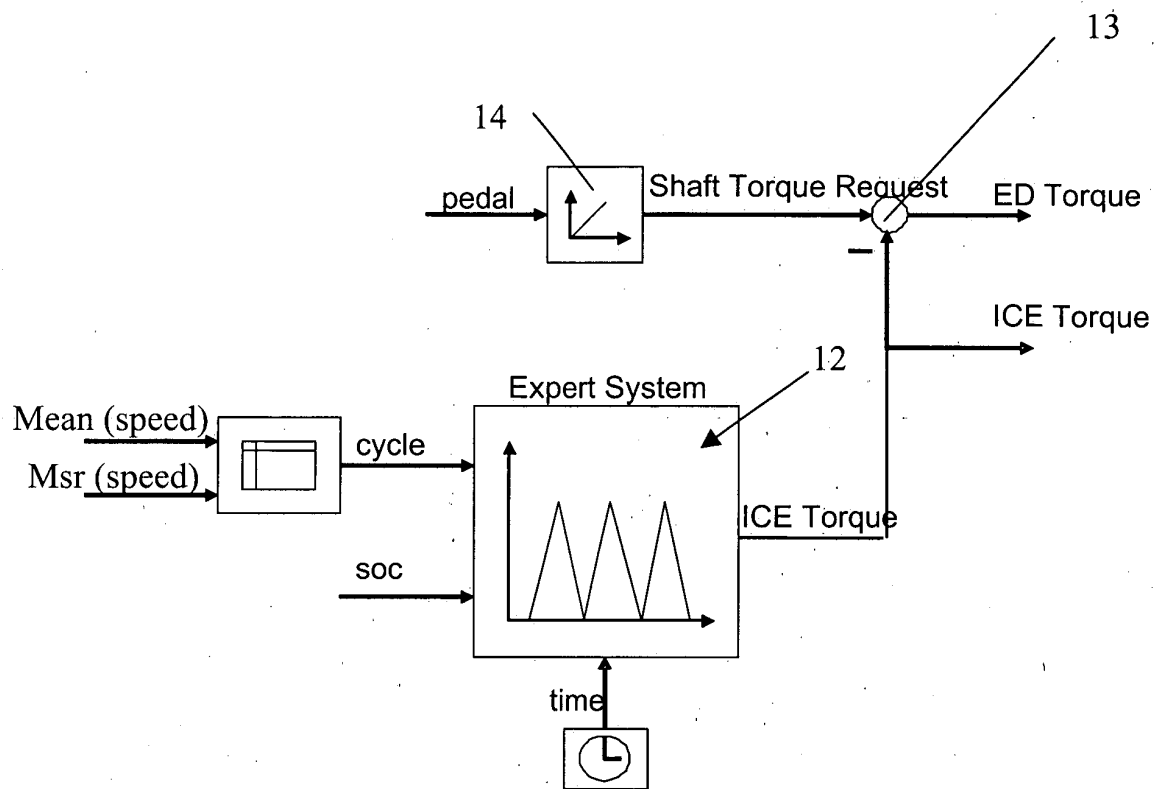 13
14
pedal
Shaft Torque Request
ED Torque
ICE Torque
12
Expert System
Mean (speed)
cycle
Msr (speed)
ICE Torque
soc
time